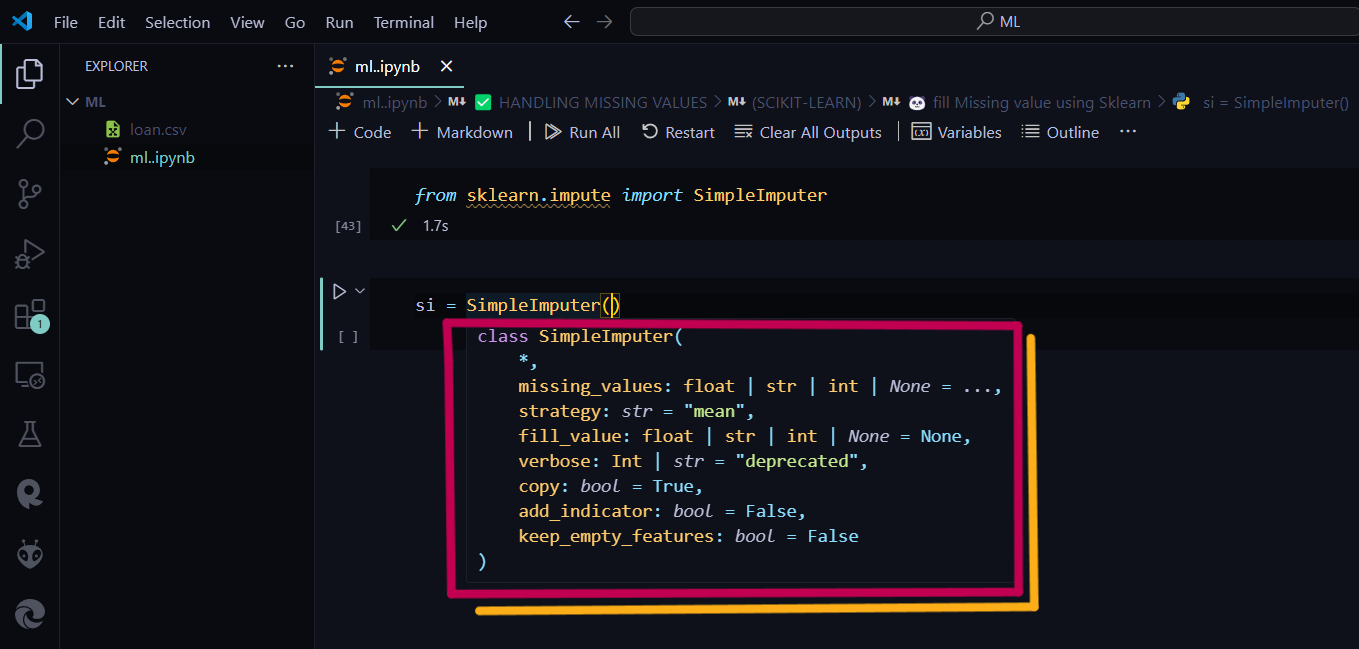 File Edit Selection View Go Run Terminal Help ← → ML
EXPLORER ...
ML
loan.csv
ml..ipynb
1
ml..ipynb ×
ml..ipynb > M↓ ✅ HANDLING MISSING VALUES > M↓ (SCIKIT-LEARN) > M↓ 🐼 fill Missing value using Sklearn > si = SimpleImputer()
+ Code + Markdown | Run All Restart Clear All Outputs | Variables Outline ...
from sklearn.impute import SimpleImputer
[43] ✓ 1.7s
si = SimpleImputer()
[ ]
class SimpleImputer(
*,
missing_values: float | str | int | None = ...,
strategy: str = "mean",
fill_value: float | str | int | None = None,
verbose: Int | str = "deprecated",
copy: bool = True,
add_indicator: bool = False,
keep_empty_features: bool = False
)